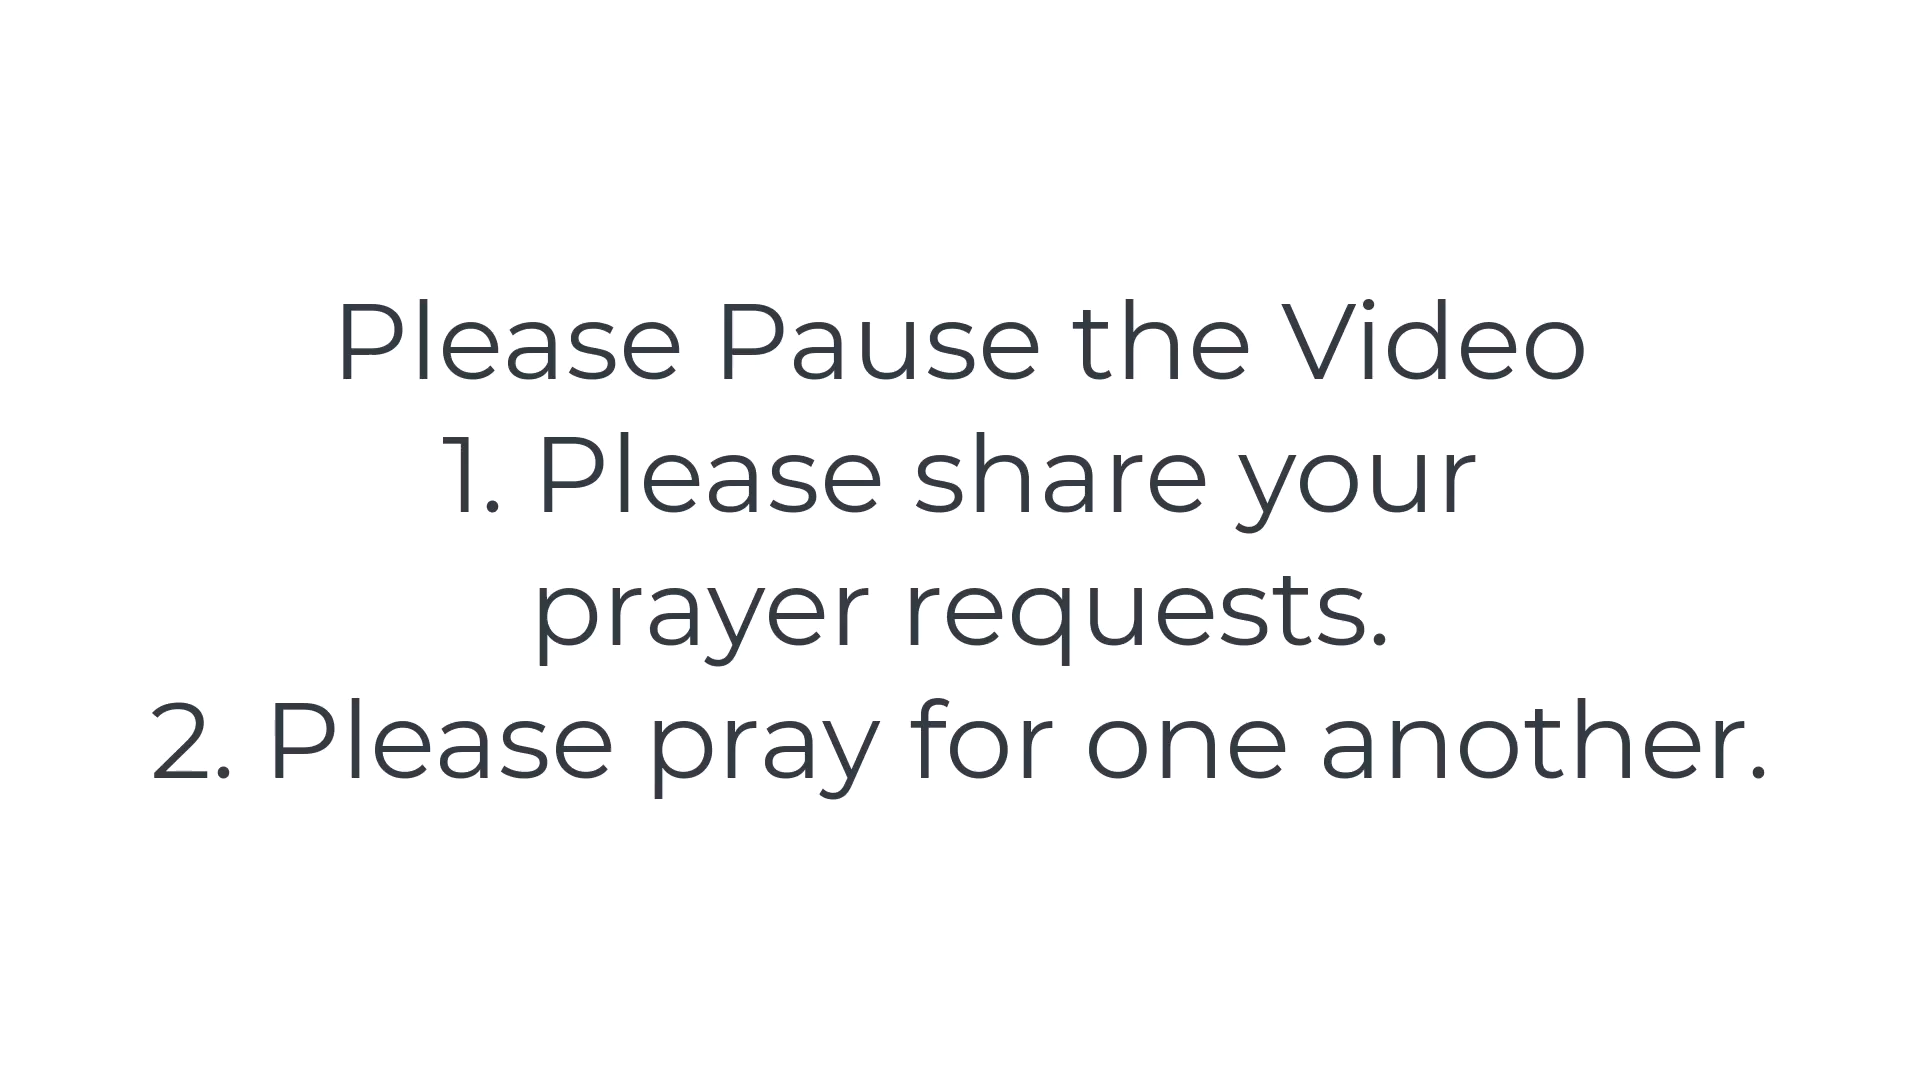 Please Pause the Video
1. Please share your
prayer requests.
2. Please pray for one another.